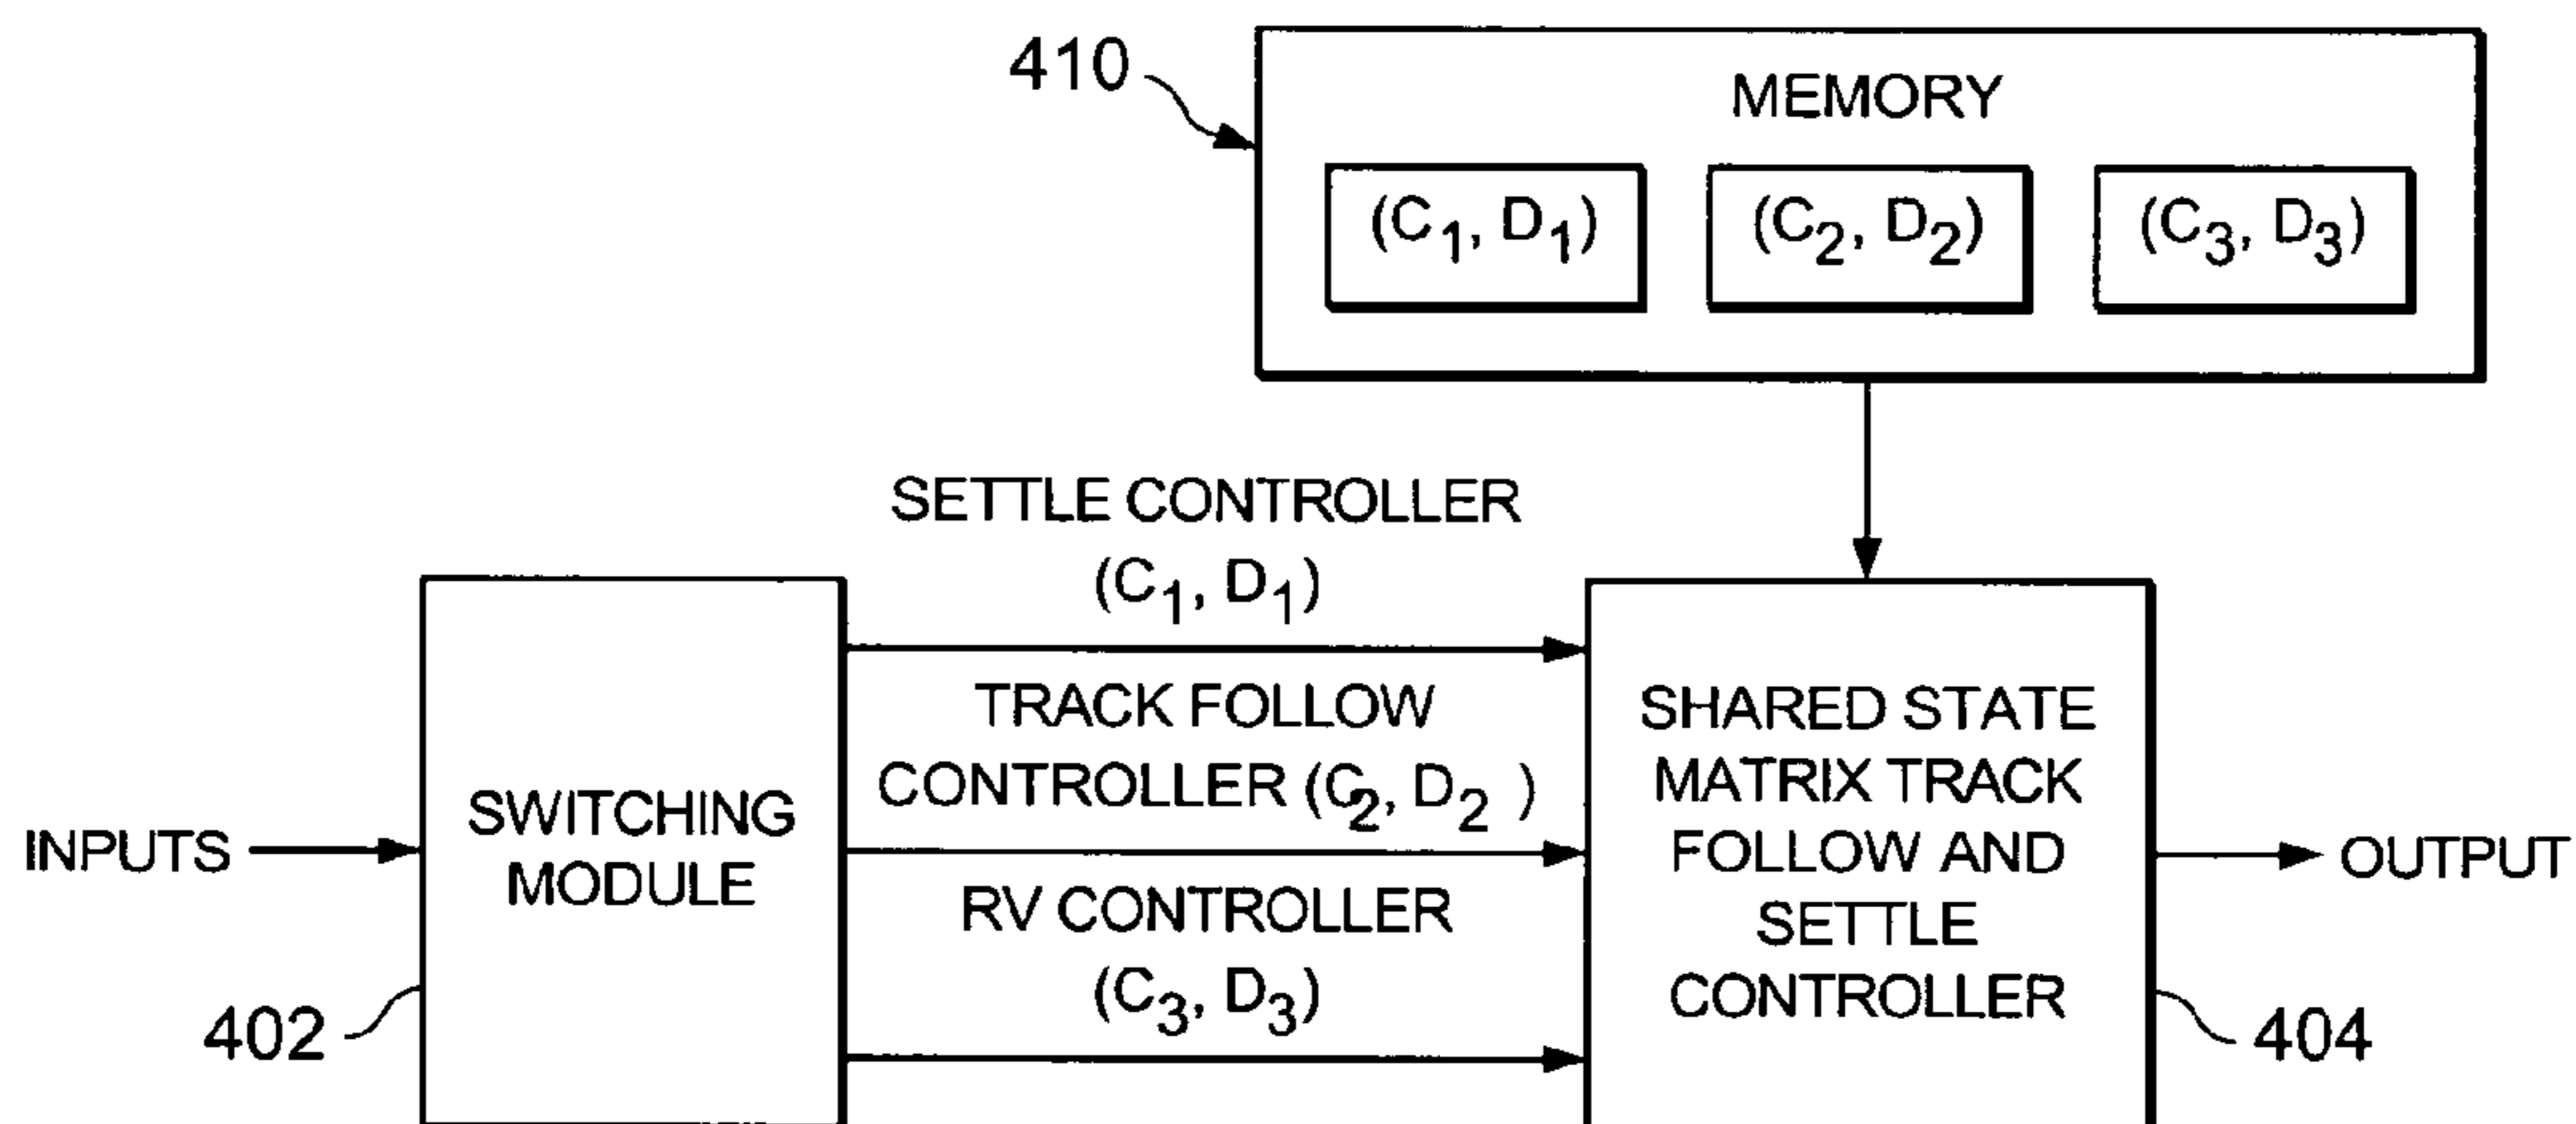 410
MEMORY
(C1, D1)
(C2, D2)
(C3, D3)
SETTLE CONTROLLER
(C1, D1)
TRACK FOLLOW
CONTROLLER (C2, D2 )
RV CONTROLLER
(C3, D3)
INPUTS
SWITCHING
MODULE
402
SHARED STATE
MATRIX TRACK
FOLLOW AND
SETTLE
CONTROLLER
OUTPUT
404